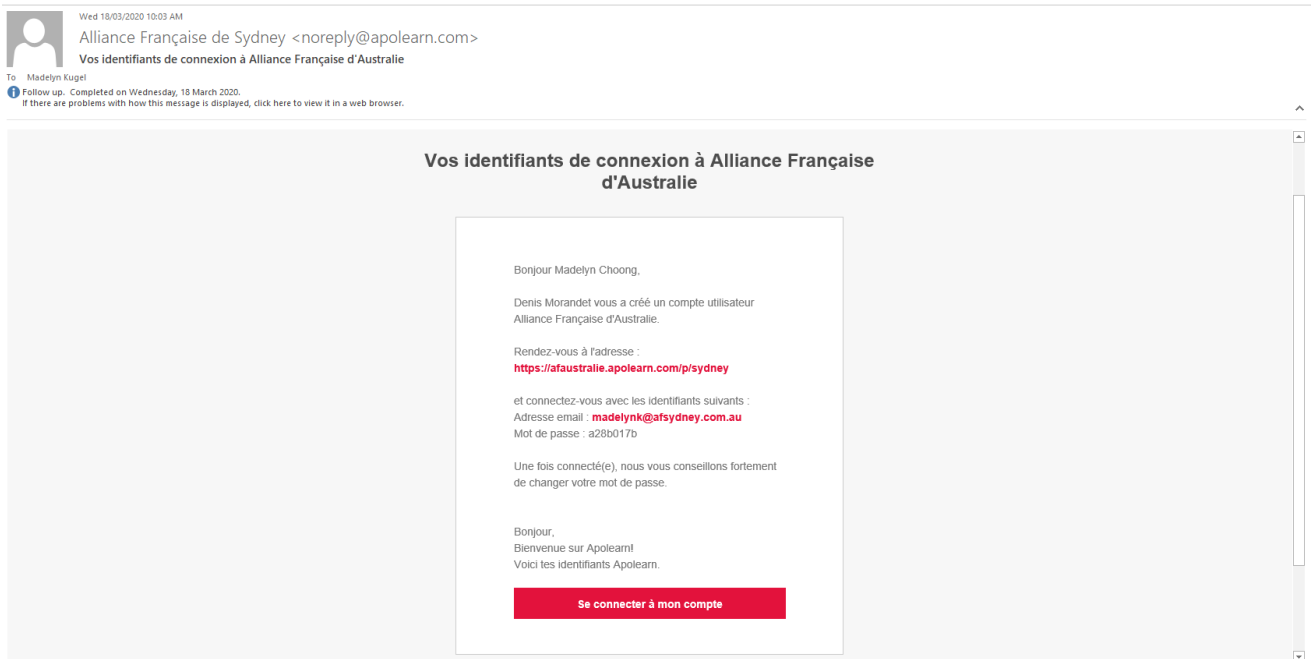 Wed 18/03/2020 10:03 AM
Alliance Française de Sydney <noreply@apolearn.com>
Vos identifiants de connexion à Alliance Française d'Australie
To Madelyn Kugel
Follow up. Completed on Wednesday, 18 March 2020.
If there are problems with how this message is displayed, click here to view it in a web browser.
Vos identifiants de connexion à Alliance Française
d'Australie
Bonjour Madelyn Choong,
Denis Morandet vous a créé un compte utilisateur
Alliance Française d'Australie.
Rendez-vous à l'adresse :
https://afaustralie.apolearn.com/p/sydney
et connectez-vous avec les identifiants suivants :
Adresse email : madelynk@afsydney.com.au
Mot de passe : a28b017b
Une fois connecté(e), nous vous conseillons fortement
de changer votre mot de passe.
Bonjour,
Bienvenue sur Apolearn!
Voici tes identifiants Apolearn.
Se connecter à mon compte